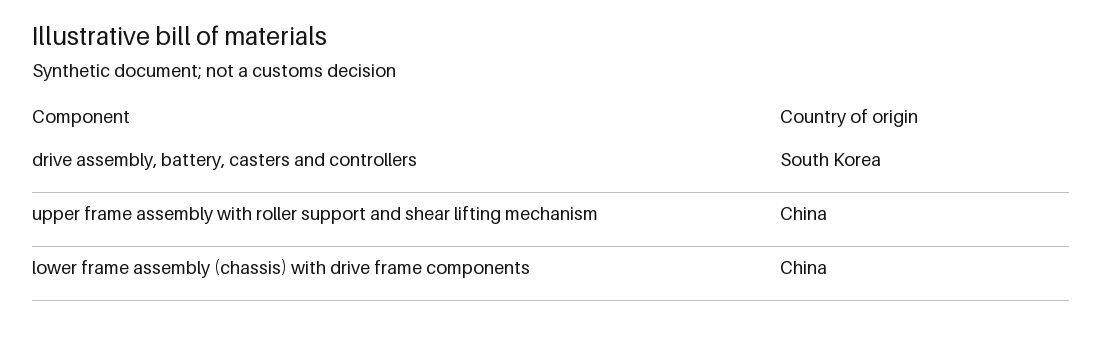 Illustrative bill of materials
Synthetic document; not a customs decision
Component Country of origin
drive assembly, battery, casters and controllers South Korea
upper frame assembly with roller support and shear lifting mechanism China
lower frame assembly (chassis) with drive frame components China